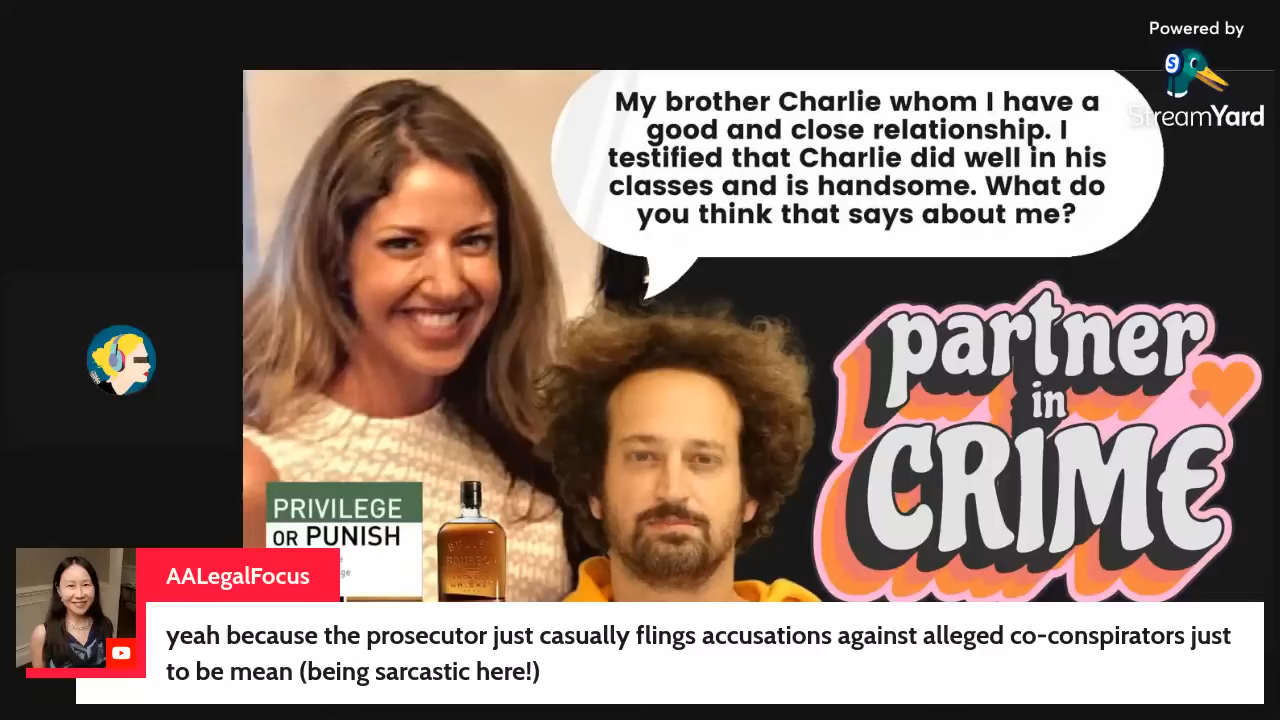 Powered by
StreamYard
My brother Charlie whom I have a
good and close relationship. I
testified that Charlie did well in his
classes and is handsome. What do
you think that says about me?
partner
in
CRIME
PRIVILEGE
OR PUNISH
BULLEIT
BOURBON
WHISKEY
AALegalFocus
yeah because the prosecutor just casually flings accusations against alleged co-conspirators just
to be mean (being sarcastic here!)